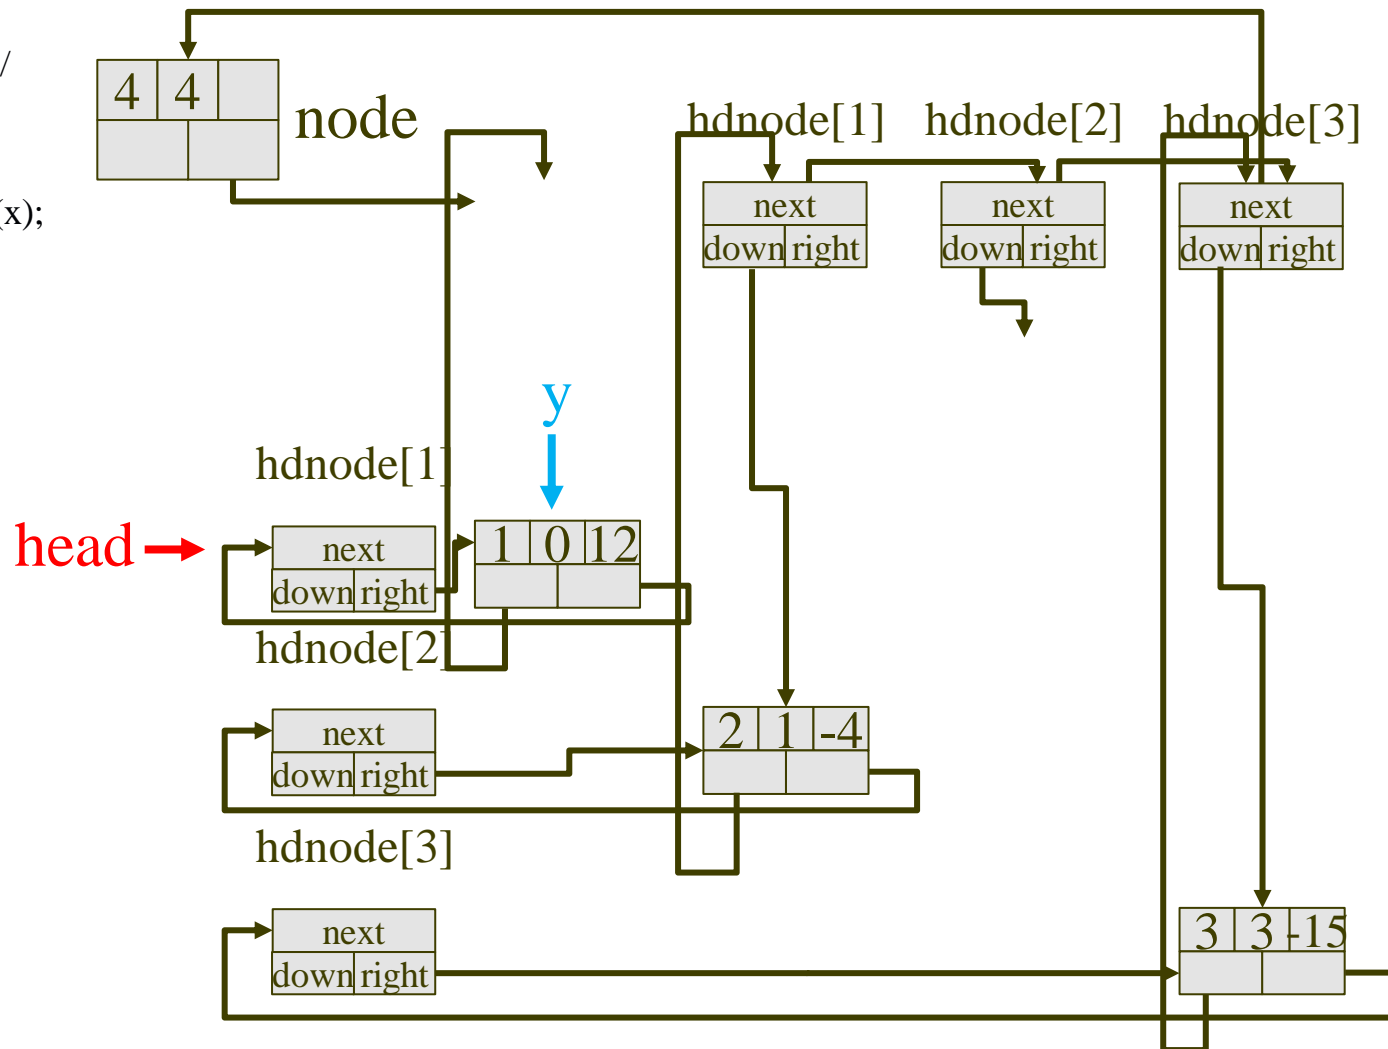 /
4 4
node
(x);
hdnode[1] hdnode[2] hdnode[3]
next next next
down right down right down right
y
hdnode[1]
head
next
down right
1 0 12
hdnode[2]
next
down right
2 1 -4
hdnode[3]
next
down right
3 3 -15